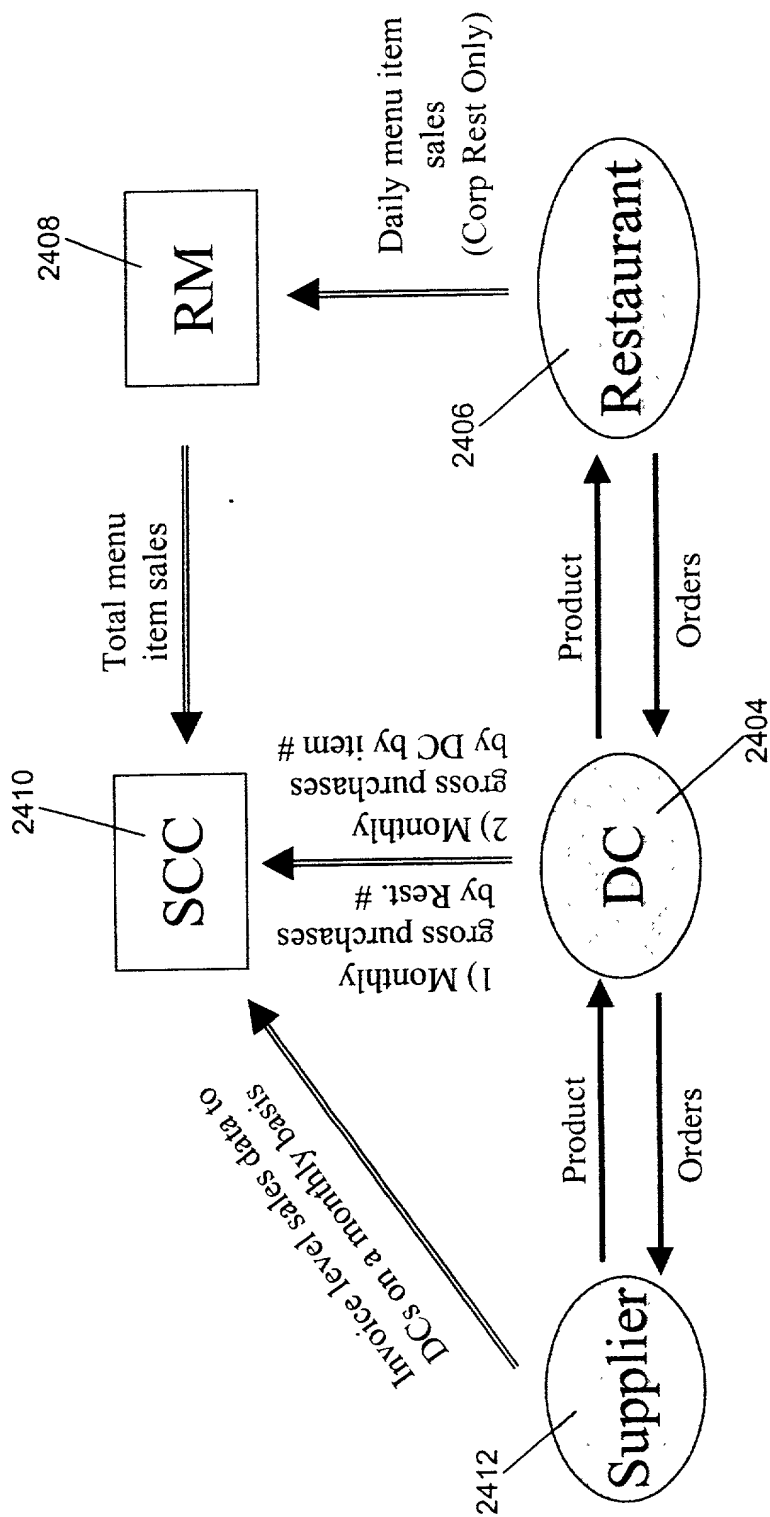 2410
SCC
2408
RM
Total menu
item sales
Daily menu item
sales
(Corp Rest Only)
Invoice level sales data to
DCs on a monthly basis
1) Monthly
gross purchases
by Rest. #
2) Monthly
gross purchases
by DC by item #
2412
Supplier
Product
Orders
DC
2404
Product
Orders
2406
Restaurant